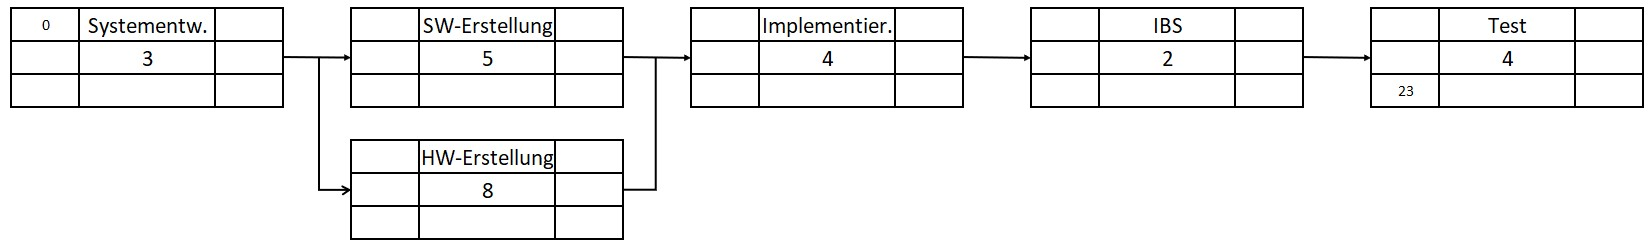 0 Systementw. SW-Erstellung Implementier. IBS Test
3 5 4 2 4
23
HW-Erstellung
8